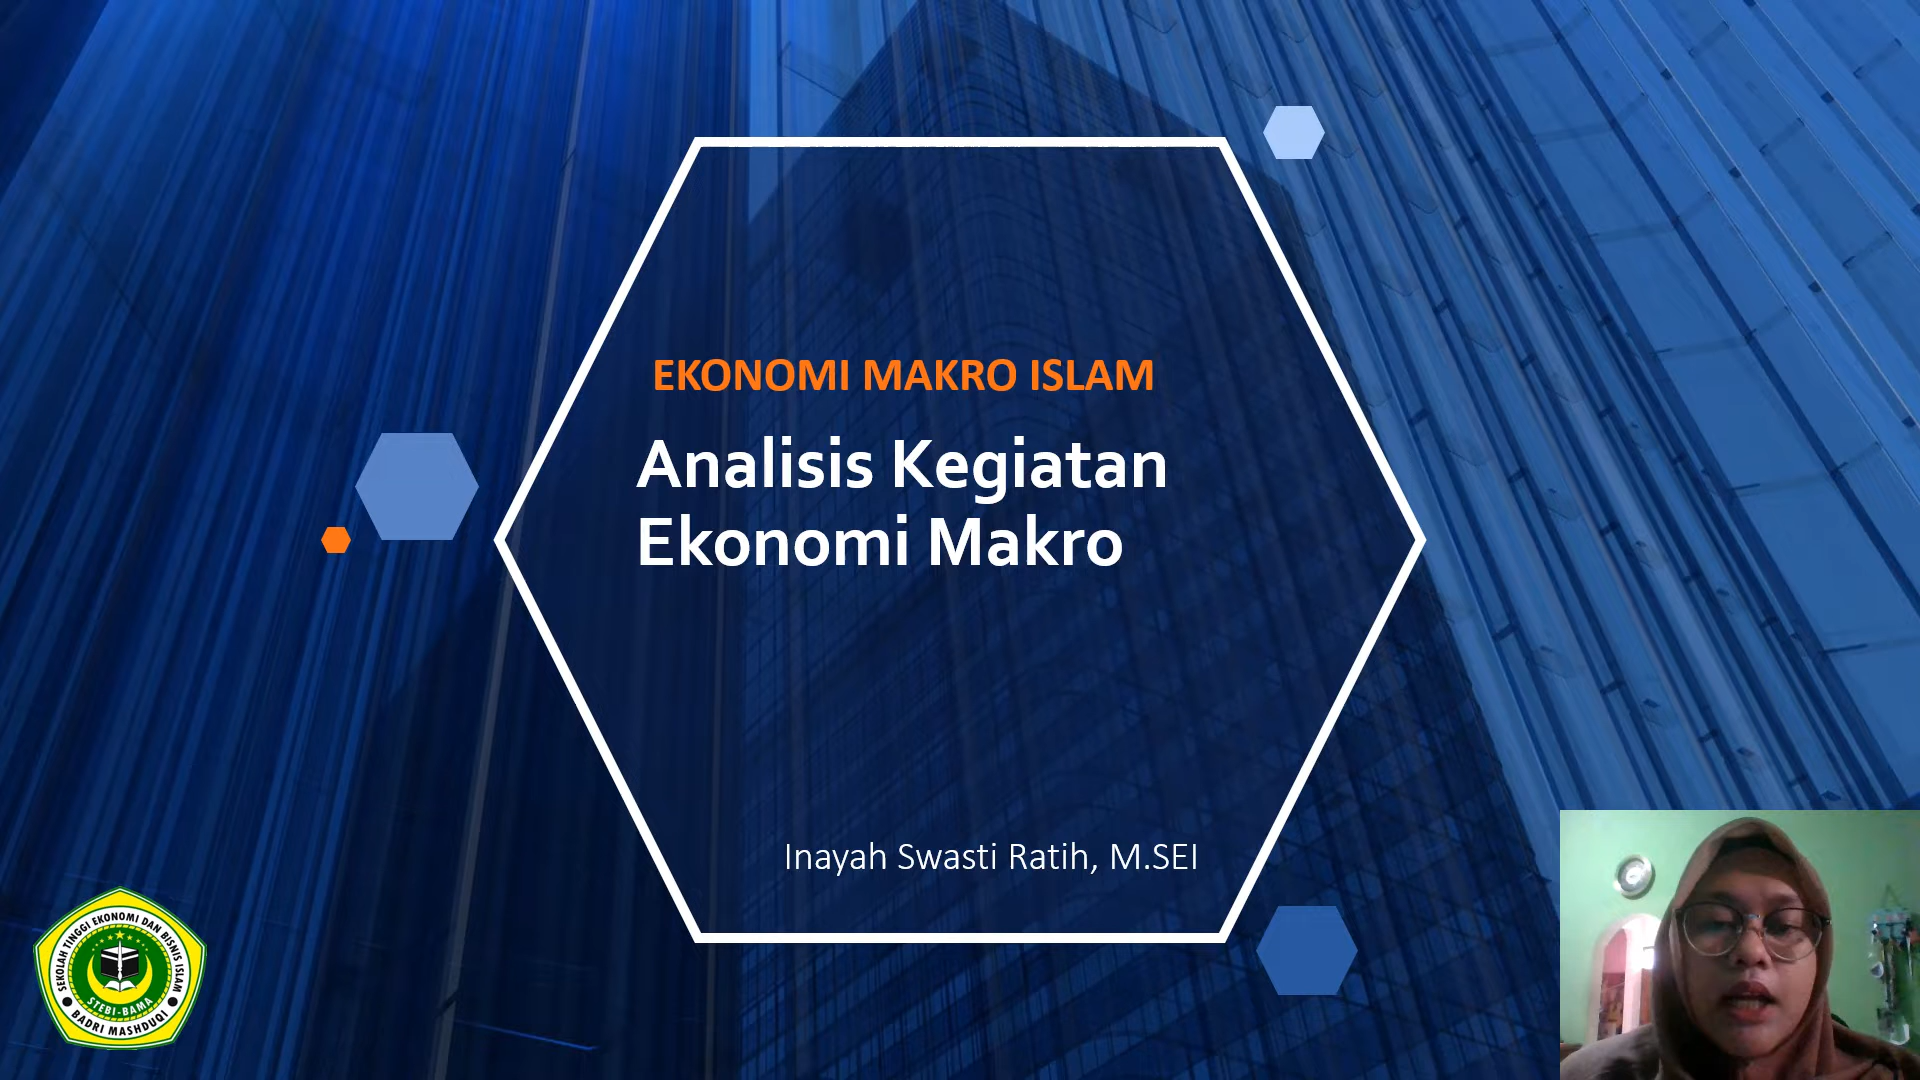 EKONOMI MAKRO ISLAM
Analisis Kegiatan
Ekonomi Makro
Inayah Swasti Ratih, M.SEI
SEKOLAH TINGGI EKONOMI DAN BISNIS ISLAM
STEBI-BAMA
BADRI MASHDUQI